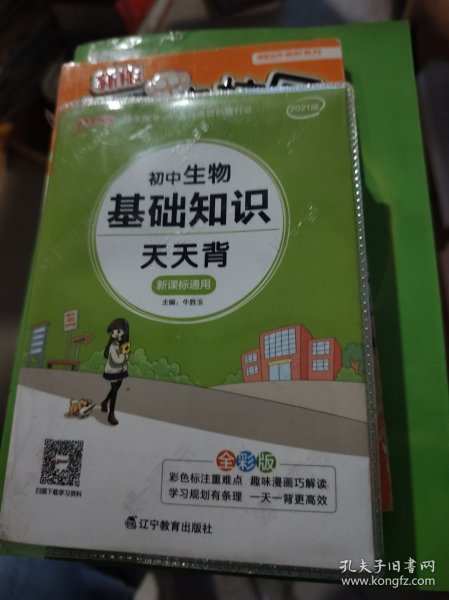 2021版
初中 生物
基础知识
天天背
新课标通用
主编：牛胜玉
全彩版
彩色标注重难点 趣味漫画巧解读
学习规划有条理 一天一背更高效
扫描下载学习资料
辽宁教育出版社
孔夫子旧书网
www.kongfz.com